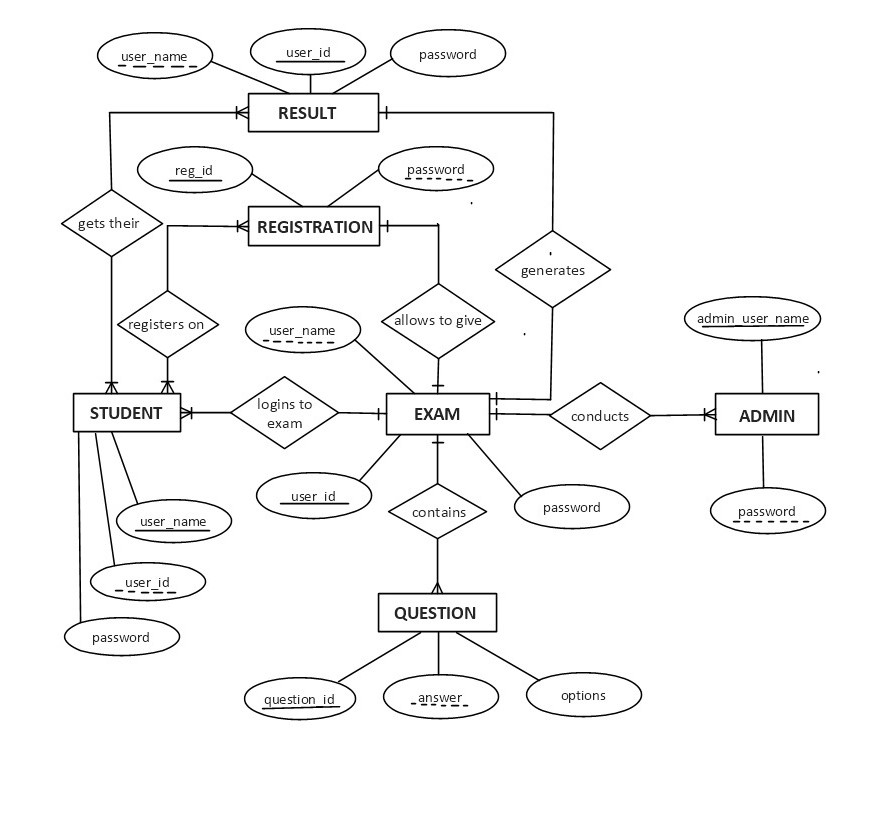 user_name
user_id
password
RESULT
reg_id
password
gets their
REGISTRATION
generates
registers on
user_name
allows to give
admin_user_name
STUDENT
logins to
exam
EXAM
conducts
ADMIN
user_name
user_id
contains
password
password
user_id
password
QUESTION
question_id
answer
options